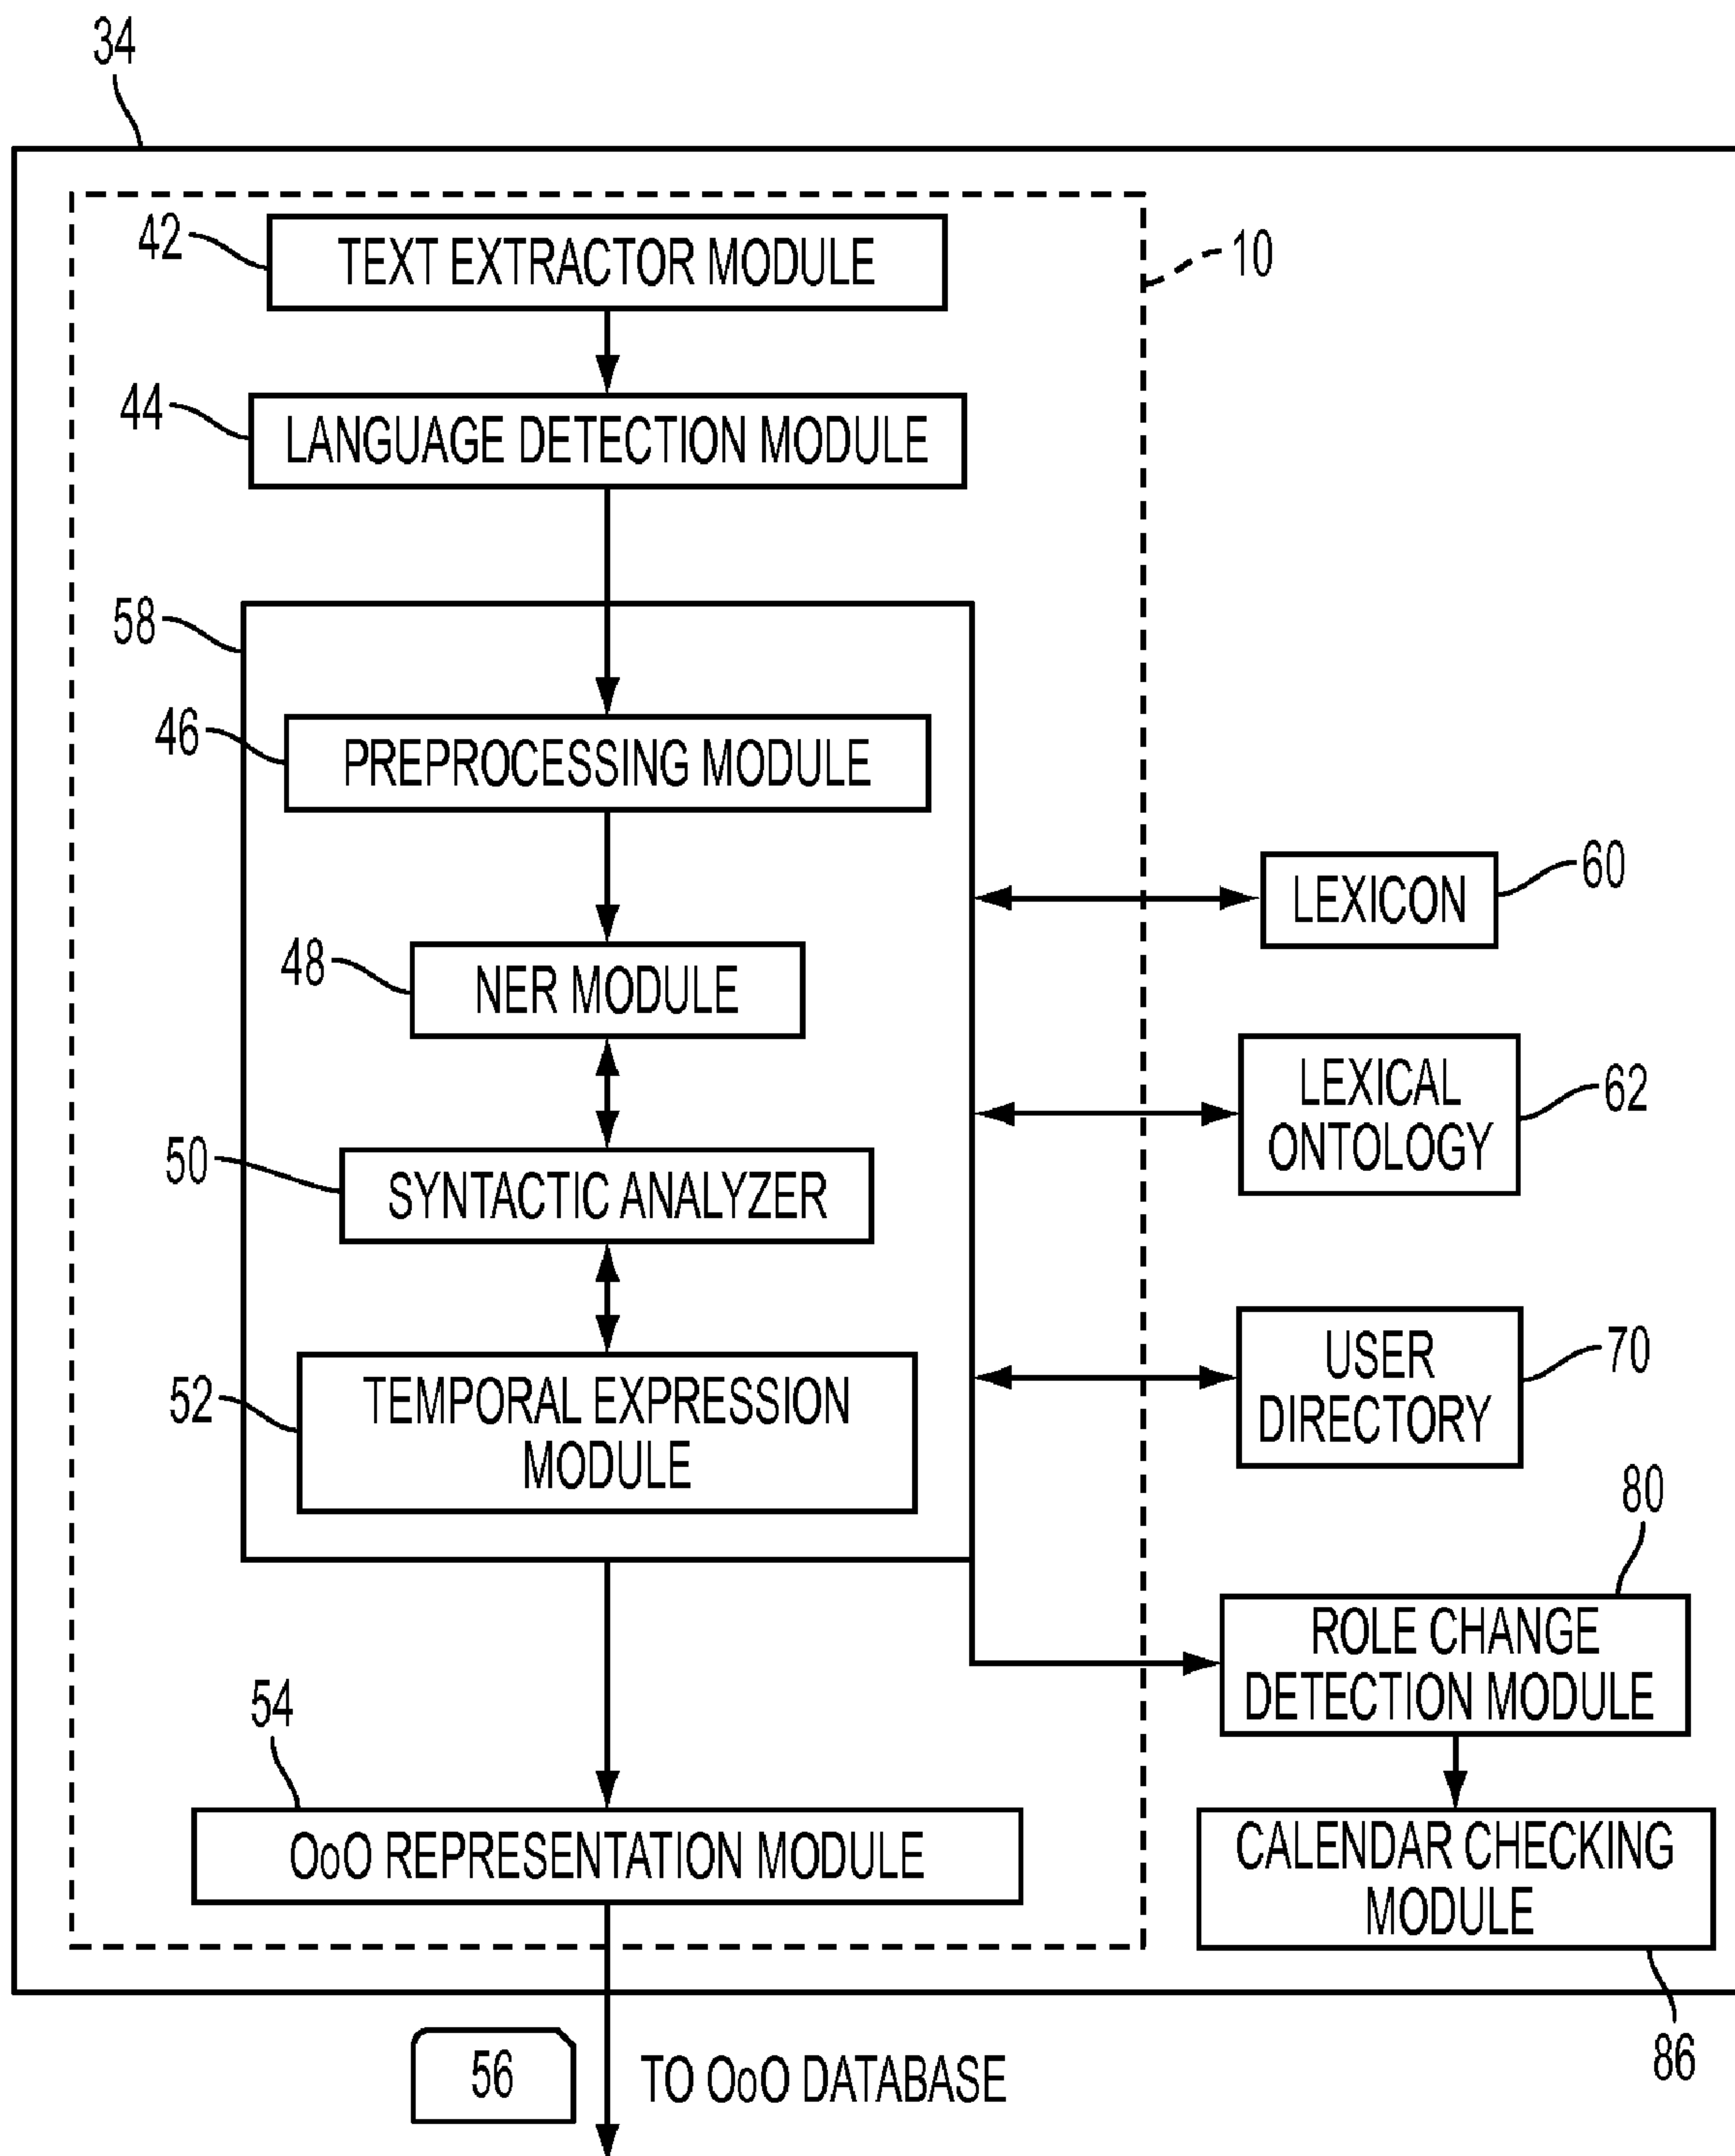 34
42
TEXT EXTRACTOR MODULE
10
44
LANGUAGE DETECTION MODULE
58
46
PREPROCESSING MODULE
LEXICON
60
48
NER MODULE
LEXICAL
ONTOLOGY
62
50
SYNTACTIC ANALYZER
52
TEMPORAL EXPRESSION
MODULE
USER
DIRECTORY
70
80
ROLE CHANGE
DETECTION MODULE
54
OoO REPRESENTATION MODULE
CALENDAR CHECKING
MODULE
86
56
TO OoO DATABASE